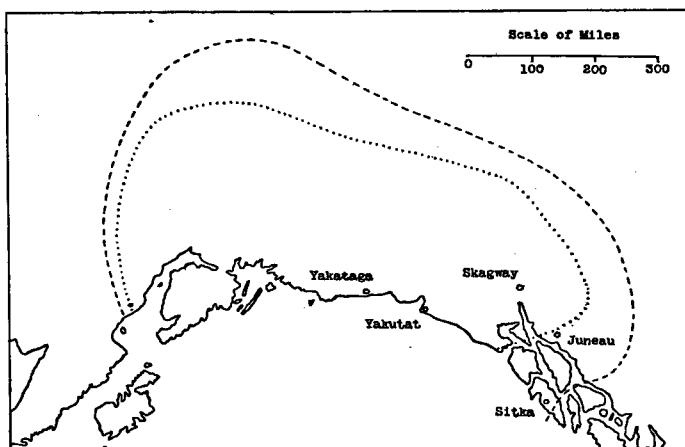 Scale of Miles
0 100 200 300
Yakataga
Skagway
Yakutat
Juneau
Sitka